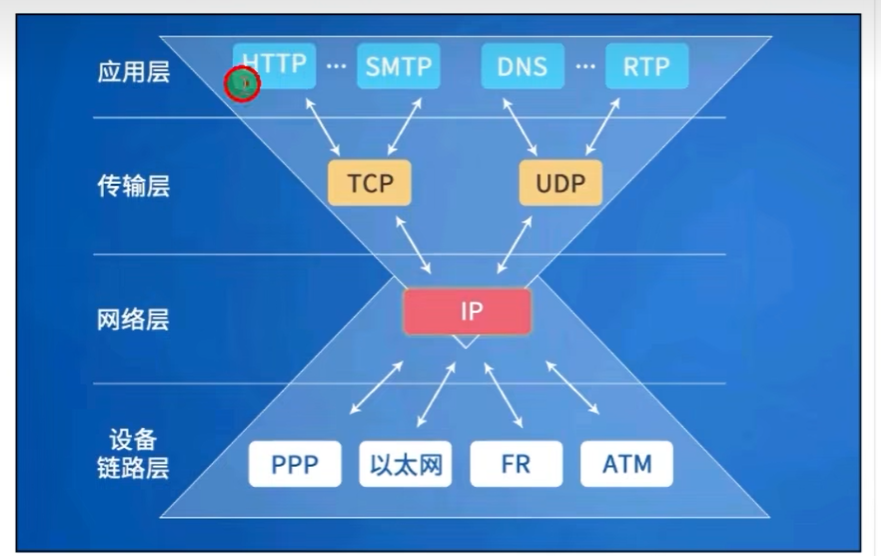 应用层 HTTP ··· SMTP DNS ··· RTP
传输层 TCP UDP
网络层 IP
设备
链路层 PPP 以太网 FR ATM